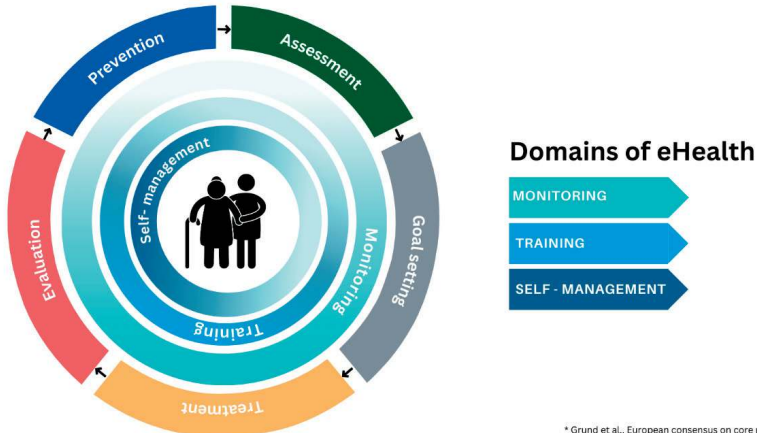 Prevention
Assessment
Goal setting
Treatment
Evaluation
Self- management
Monitoring
Training
Domains of eHealth
MONITORING
TRAINING
SELF - MANAGEMENT
* Grund et al., European consensus on core